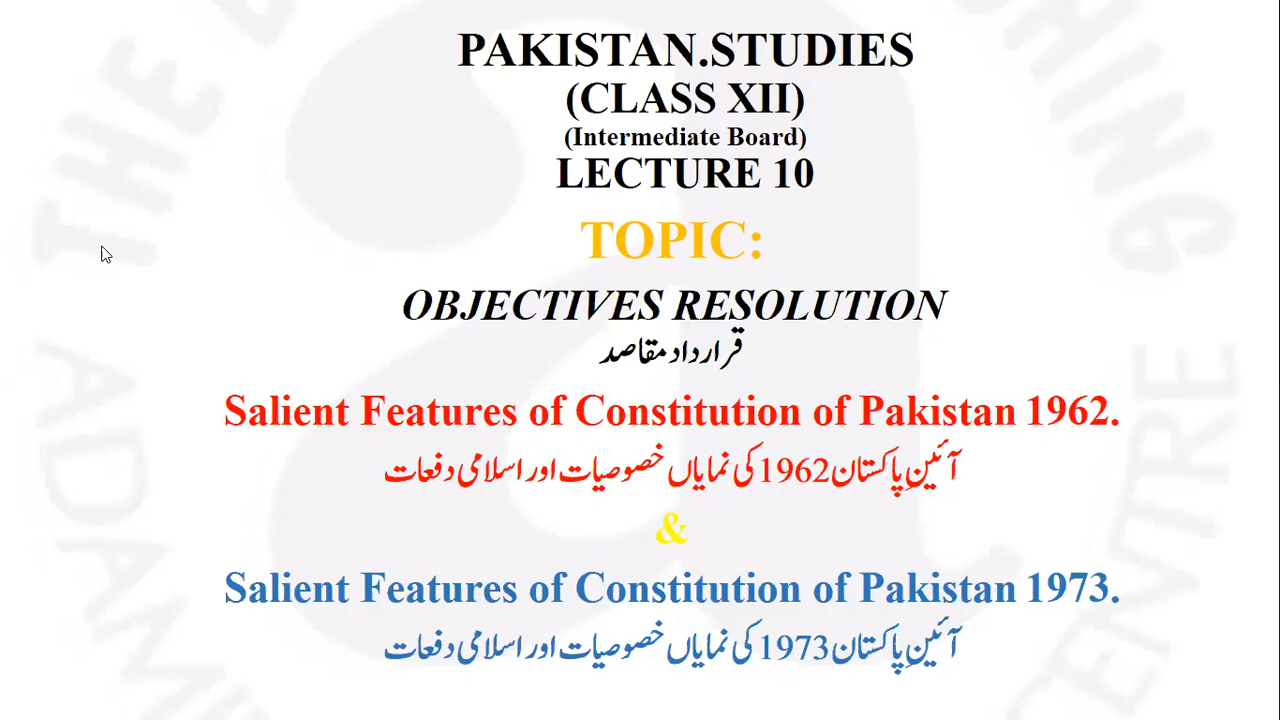 PAKISTAN.STUDIES
(CLASS XII)
(Intermediate Board)
LECTURE 10
TOPIC:
OBJECTIVES RESOLUTION
قرارداد مقاصد
Salient Features of Constitution of Pakistan 1962.
آئینِ پاکستان 1962 کی نمایاں خصوصیات اور اسلامی دفعات
&
Salient Features of Constitution of Pakistan 1973.
آئینِ پاکستان 1973 کی نمایاں خصوصیات اور اسلامی دفعات